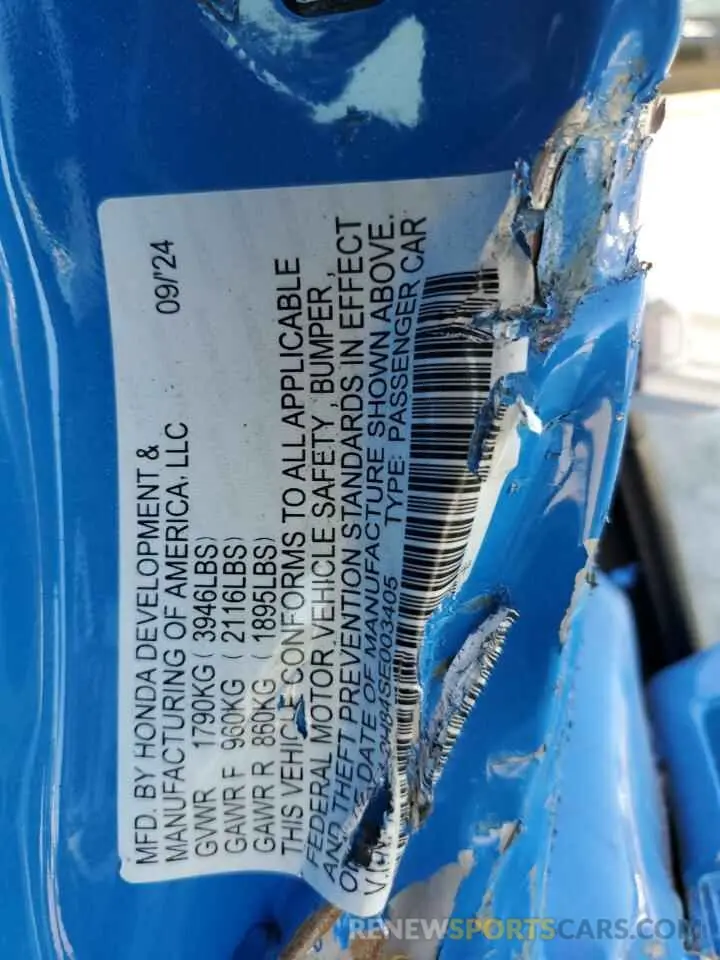 MFD. BY HONDA DEVELOPMENT &
MANUFACTURING OF AMERICA, LLC 09/'24
GVWR 1790KG ( 3946LBS)
GAWR F 960KG ( 2116LBS)
GAWR R 860KG ( 1895LBS)
THIS VEHICLE CONFORMS TO ALL APPLICABLE
FEDERAL MOTOR VEHICLE SAFETY, BUMPER,
AND THEFT PREVENTION STANDARDS IN EFFECT
DATE OF MANUFACTURE SHOWN ABOVE.
H84SE003405 TYPE: PASSENGER CAR
RENEWSPORTSCARS.COM